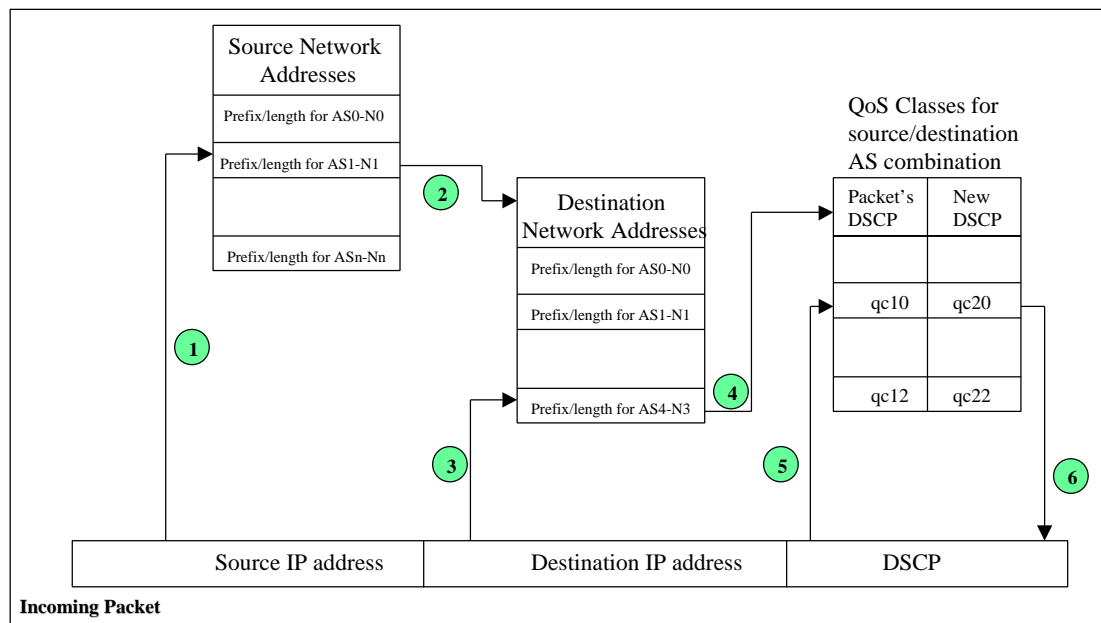 Source Network
Addresses
Prefix/length for AS0-N0
Prefix/length for AS1-N1
Prefix/length for ASn-Nn
1
2
Destination
Network Addresses
Prefix/length for AS0-N0
Prefix/length for AS1-N1
Prefix/length for AS4-N3
3
4
QoS Classes for
source/destination
AS combination
Packet's
DSCP
New
DSCP
qc10
qc20
qc12
qc22
5
6
Source IP address
Destination IP address
DSCP
Incoming Packet